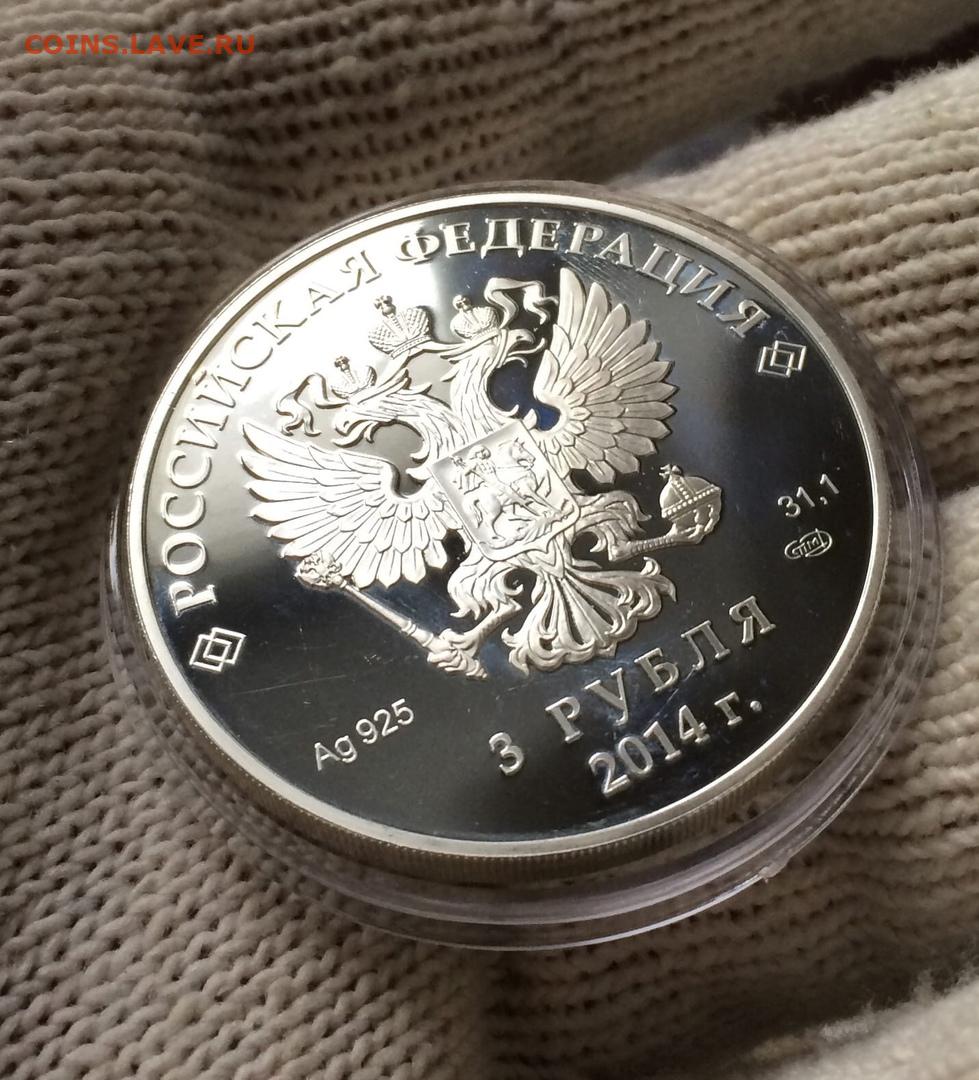 COINS.LAVE.RU
РОССИЙСКАЯ ФЕДЕРАЦИЯ
31,1
СПМД
Ag 925
3 РУБЛЯ
2014 г.